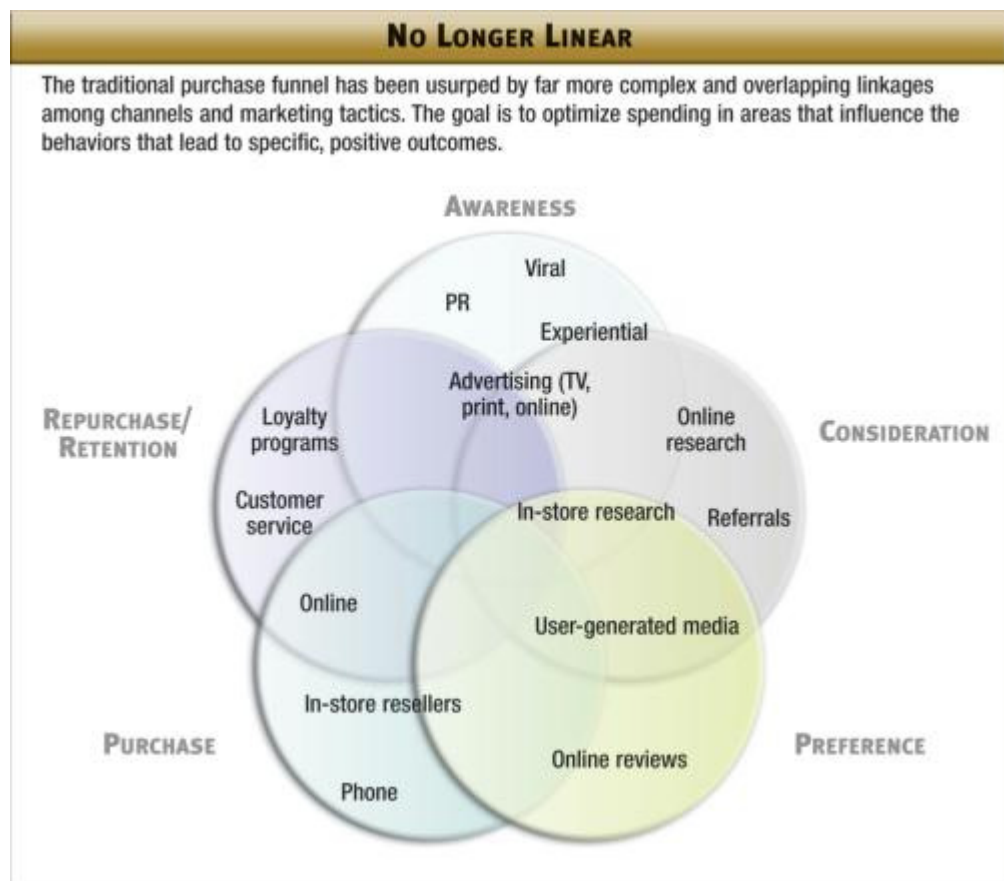 NO LONGER LINEAR
The traditional purchase funnel has been usurped by far more complex and overlapping linkages
among channels and marketing tactics. The goal is to optimize spending in areas that influence the
behaviors that lead to specific, positive outcomes.
AWARENESS
Viral
PR
Experiential
Advertising (TV,
print, online)
REPURCHASE/
RETENTION
Loyalty
programs
Online
research
CONSIDERATION
Customer
service
In-store research
Referrals
Online
User-generated media
In-store resellers
PURCHASE
PREFERENCE
Online reviews
Phone